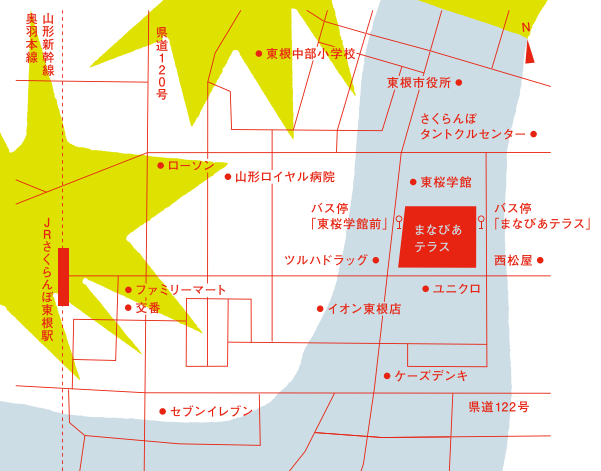 山形新幹線
奥羽本線
県道120号
東根中部小学校
N
東根市役所
さくらんぼ
タントクルセンター
ローソン
山形ロイヤル病院
東桜学館
バス停
「東桜学館前」
まなびあ
テラス
バス停
「まなびあテラス」
JRさくらんぼ東根駅
ツルハドラッグ
西松屋
ファミリーマート
交番
ユニクロ
イオン東根店
ケーズデンキ
セブンイレブン
県道122号